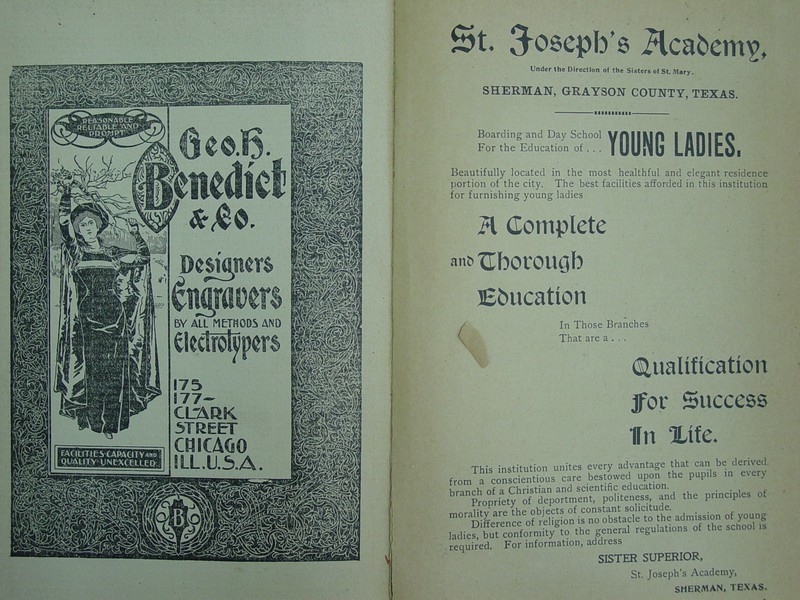 REASONABLE
RELIABLE AND
PROMPT
Geo. H.
Benedict
& Co.
Designers
Engravers
BY ALL METHODS AND
Electrotypers
175
177-
CLARK
STREET
CHICAGO
ILL. U.S.A.
FACILITIES·CAPACITY AND
QUALITY·UNEXCELLED
B
St. Joseph's Academy,
Under the Direction of the Sisters of St. Mary.
SHERMAN, GRAYSON COUNTY, TEXAS.
Boarding and Day School
For the Education of . . . YOUNG LADIES.
Beautifully located in the most healthful and elegant residence
portion of the city. The best facilities afforded in this institution
for furnishing young ladies
A Complete
and Thorough
Education
In Those Branches
That are a . . .
Qualification
For Success
In Life.
This institution unites every advantage that can be derived
from a conscientious care bestowed upon the pupils in every
branch of a Christian and scientific education.
Propriety of deportment, politeness, and the principles of
morality are the objects of constant solicitude.
Difference of religion is no obstacle to the admission of young
ladies, but conformity to the general regulations of the school is
required. For information, address
SISTER SUPERIOR,
St. Joseph's Academy,
SHERMAN, TEXAS.